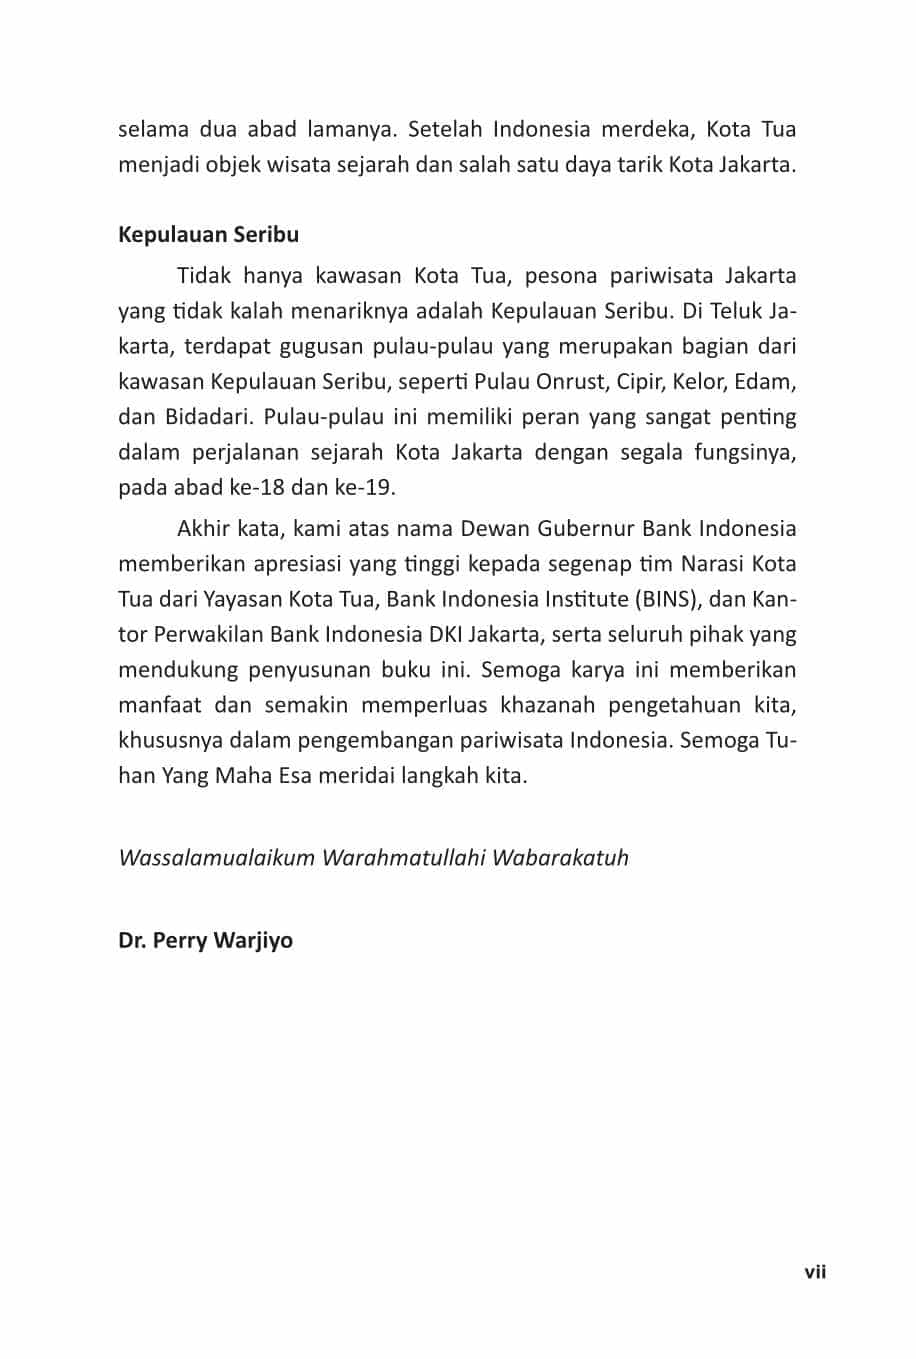 selama dua abad lamanya. Setelah Indonesia merdeka, Kota Tua
menjadi objek wisata sejarah dan salah satu daya tarik Kota Jakarta.
Kepulauan Seribu
Tidak hanya kawasan Kota Tua, pesona pariwisata Jakarta
yang tidak kalah menariknya adalah Kepulauan Seribu. Di Teluk Ja-
karta, terdapat gugusan pulau-pulau yang merupakan bagian dari
kawasan Kepulauan Seribu, seperti Pulau Onrust, Cipir, Kelor, Edam,
dan Bidadari. Pulau-pulau ini memiliki peran yang sangat penting
dalam perjalanan sejarah Kota Jakarta dengan segala fungsinya,
pada abad ke-18 dan ke-19.
Akhir kata, kami atas nama Dewan Gubernur Bank Indonesia
memberikan apresiasi yang tinggi kepada segenap tim Narasi Kota
Tua dari Yayasan Kota Tua, Bank Indonesia Institute (BINS), dan Kan-
tor Perwakilan Bank Indonesia DKI Jakarta, serta seluruh pihak yang
mendukung penyusunan buku ini. Semoga karya ini memberikan
manfaat dan semakin memperluas khazanah pengetahuan kita,
khususnya dalam pengembangan pariwisata Indonesia. Semoga Tu-
han Yang Maha Esa meridai langkah kita.
Wassalamualaikum Warahmatullahi Wabarakatuh
Dr. Perry Warjiyo
vii